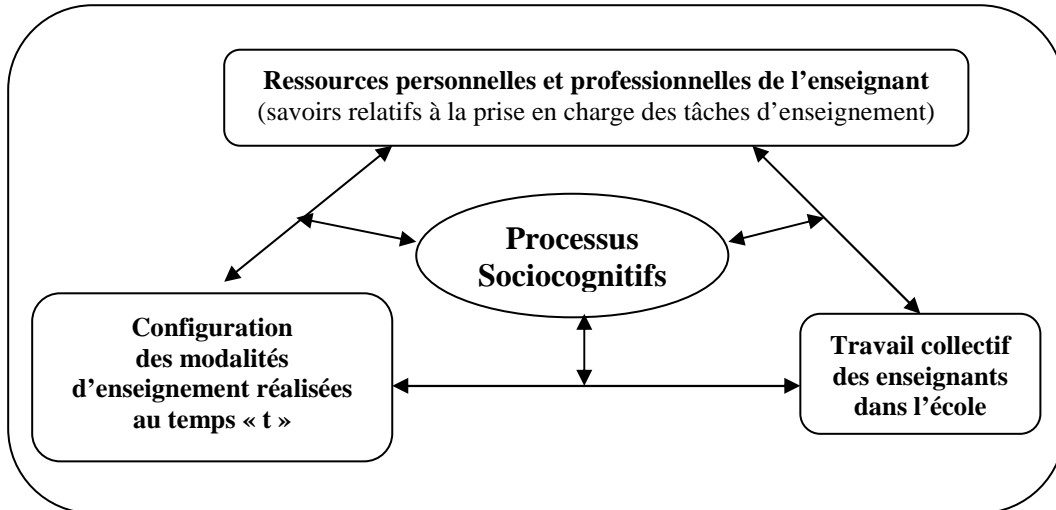 Ressources personnelles et professionnelles de l’enseignant
(savoirs relatifs à la prise en charge des tâches d’enseignement)
Processus
Sociocognitifs
Configuration
des modalités
d’enseignement réalisées
au temps « t »
Travail collectif
des enseignants
dans l’école